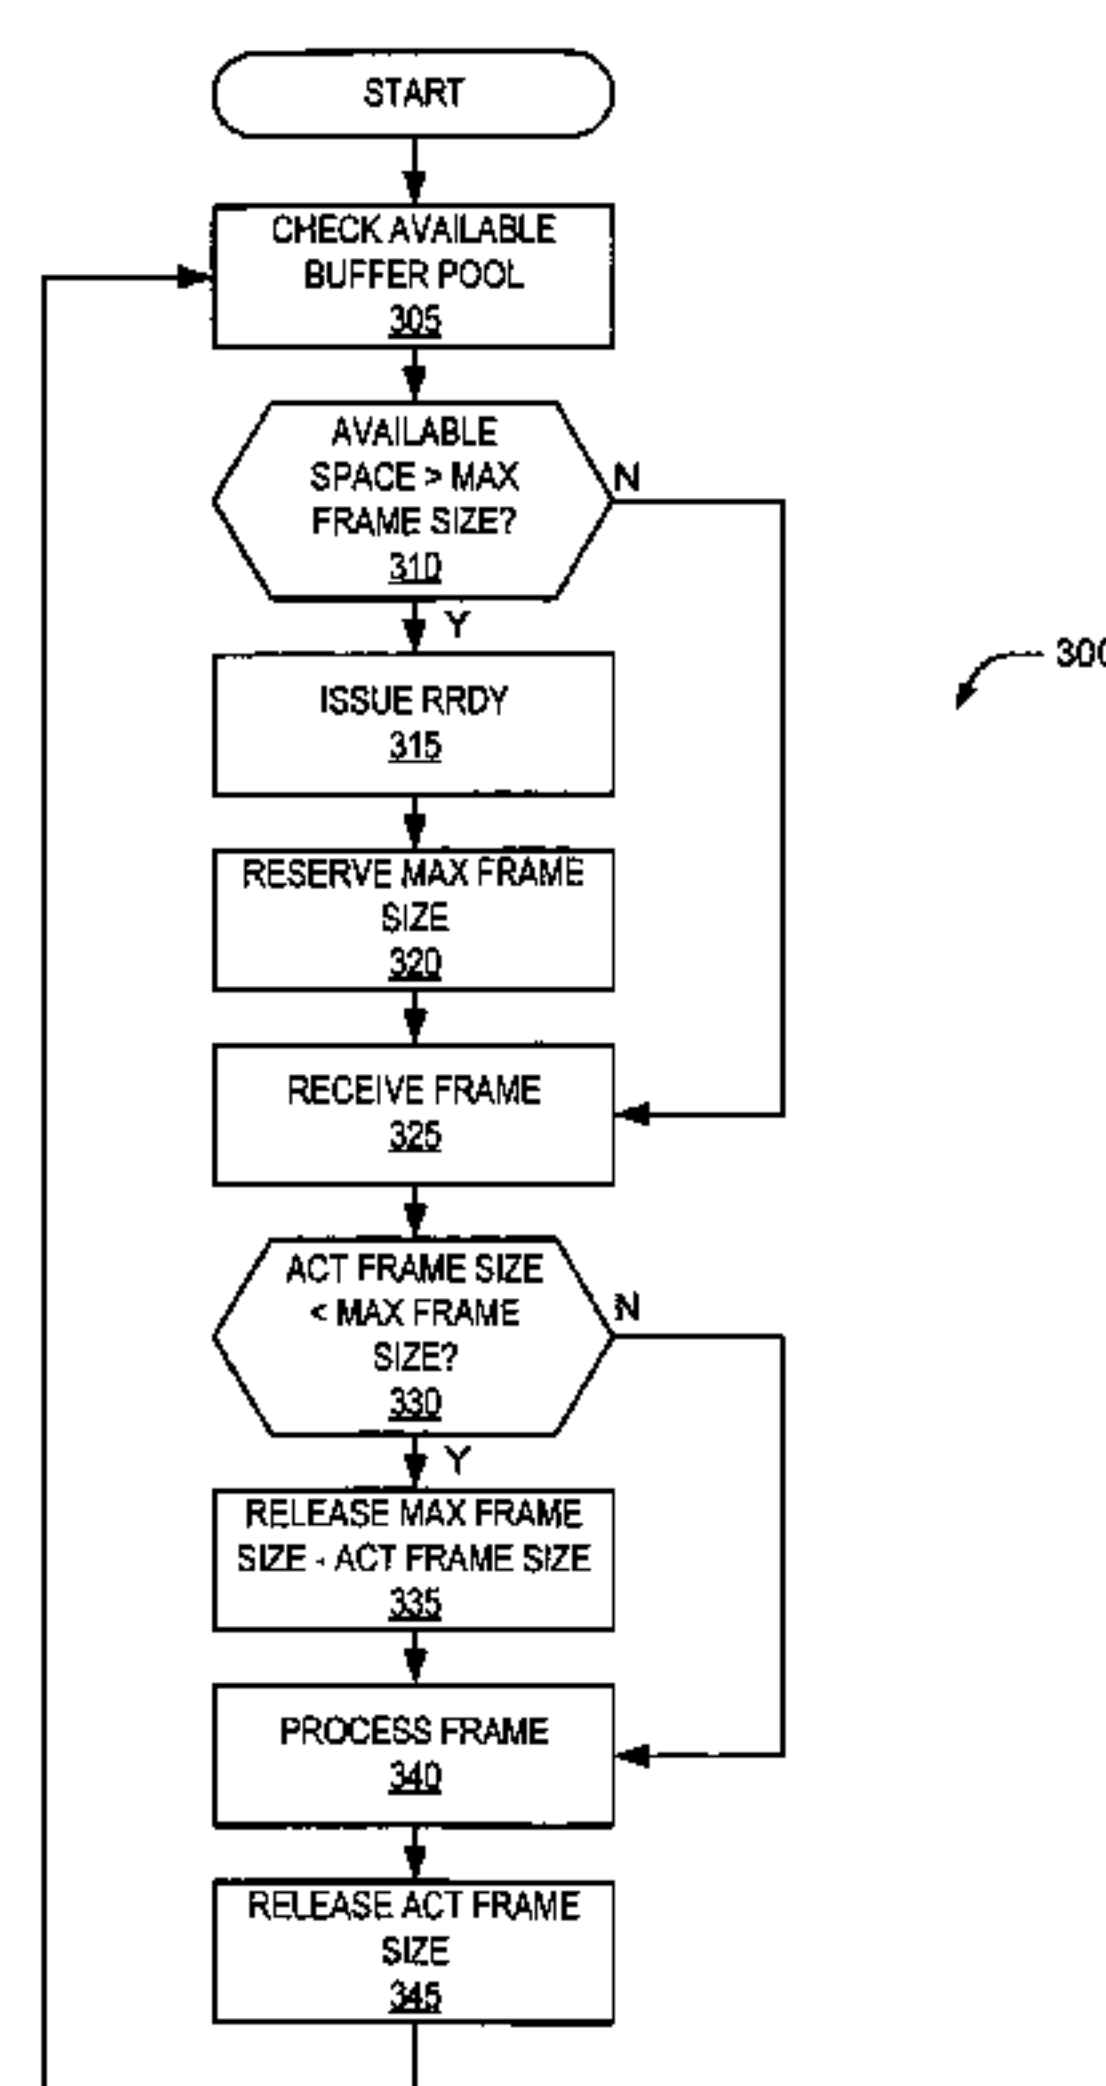 START
CHECK AVAILABLE
BUFFER POOL
305
AVAILABLE
SPACE > MAX
FRAME SIZE?
310
N
Y
ISSUE RRDY
315
300
RESERVE MAX FRAME
SIZE
320
RECEIVE FRAME
325
ACT FRAME SIZE
< MAX FRAME
SIZE?
330
N
Y
RELEASE MAX FRAME
SIZE - ACT FRAME SIZE
335
PROCESS FRAME
340
RELEASE ACT FRAME
SIZE
345